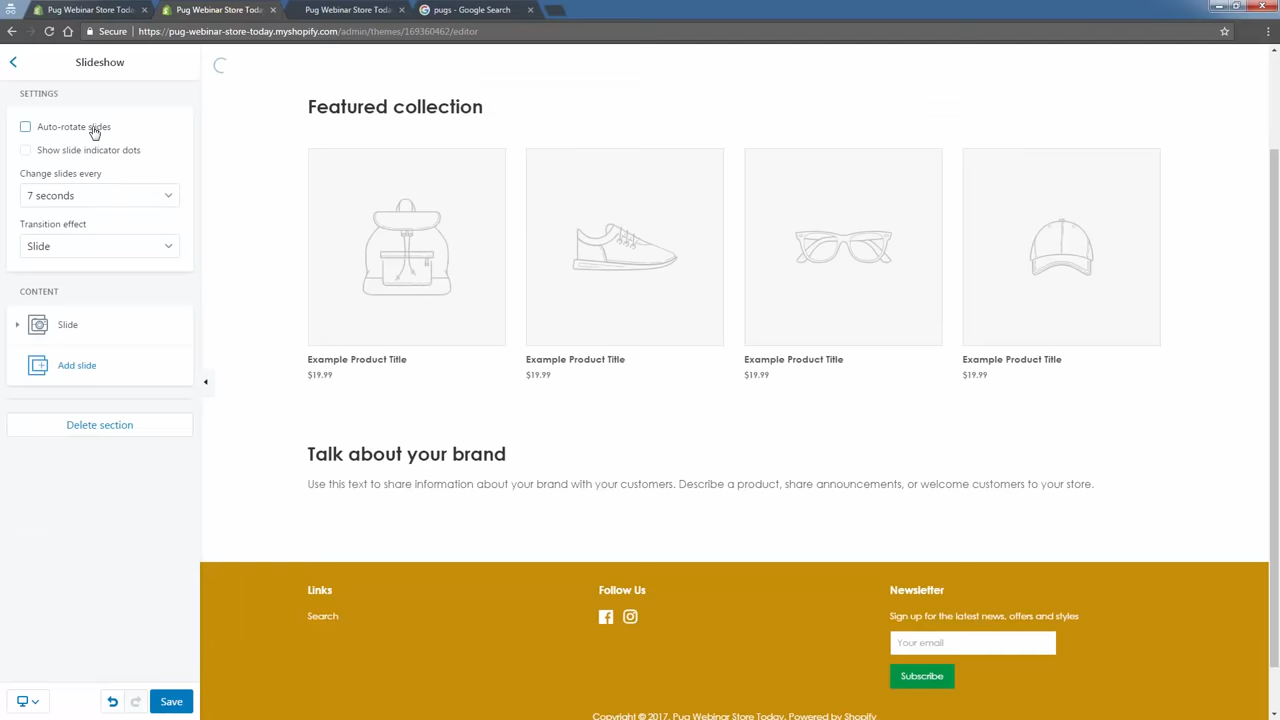 Pug Webinar Store Today
Pug Webinar Store Today
Pug Webinar Store Today
pugs - Google Search
Secure | https://pug-webinar-store-today.myshopify.com/admin/themes/169360462/editor
Slideshow
SETTINGS
Auto-rotate slides
Show slide indicator dots
Change slides every
7 seconds
Transition effect
Slide
CONTENT
Slide
Add slide
Delete section
Save
Featured collection
Example Product Title
$19.99
Example Product Title
$19.99
Example Product Title
$19.99
Example Product Title
$19.99
Talk about your brand
Use this text to share information about your brand with your customers. Describe a product, share announcements, or welcome customers to your store.
Links
Search
Follow Us
Newsletter
Sign up for the latest news, offers and styles
Your email
Subscribe
Copyright © 2017, Pug Webinar Store Today. Powered by Shopify